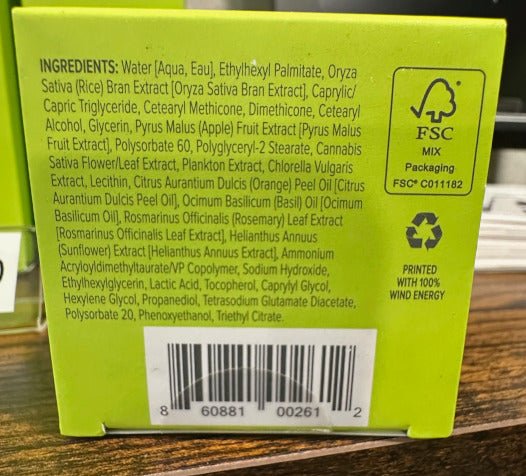 INGREDIENTS: Water [Aqua, Eau], Ethylhexyl Palmitate, Oryza
Sativa (Rice) Bran Extract [Oryza Sativa Bran Extract], Caprylic/
Capric Triglyceride, Cetearyl Methicone, Dimethicone, Cetearyl
Alcohol, Glycerin, Pyrus Malus (Apple) Fruit Extract [Pyrus Malus
Fruit Extract], Polysorbate 60, Polyglyceryl-2 Stearate, Cannabis
Sativa Flower/Leaf Extract, Plankton Extract, Chlorella Vulgaris
Extract, Lecithin, Citrus Aurantium Dulcis (Orange) Peel Oil [Citrus
Aurantium Dulcis Peel Oil], Ocimum Basilicum (Basil) Oil [Ocimum
Basilicum Oil], Rosmarinus Officinalis (Rosemary) Leaf Extract
[Rosmarinus Officinalis Leaf Extract], Helianthus Annuus
(Sunflower) Extract [Helianthus Annuus Extract], Ammonium
Acryloyldimethyltaurate/VP Copolymer, Sodium Hydroxide,
Ethylhexylglycerin, Lactic Acid, Tocopherol, Caprylyl Glycol,
Hexylene Glycol, Propanediol, Tetrasodium Glutamate Diacetate,
Polysorbate 20, Phenoxyethanol, Triethyl Citrate.
FSC
MIX
Packaging
FSC® C011182
PRINTED
WITH 100%
WIND ENERGY
8 60881 00261 2